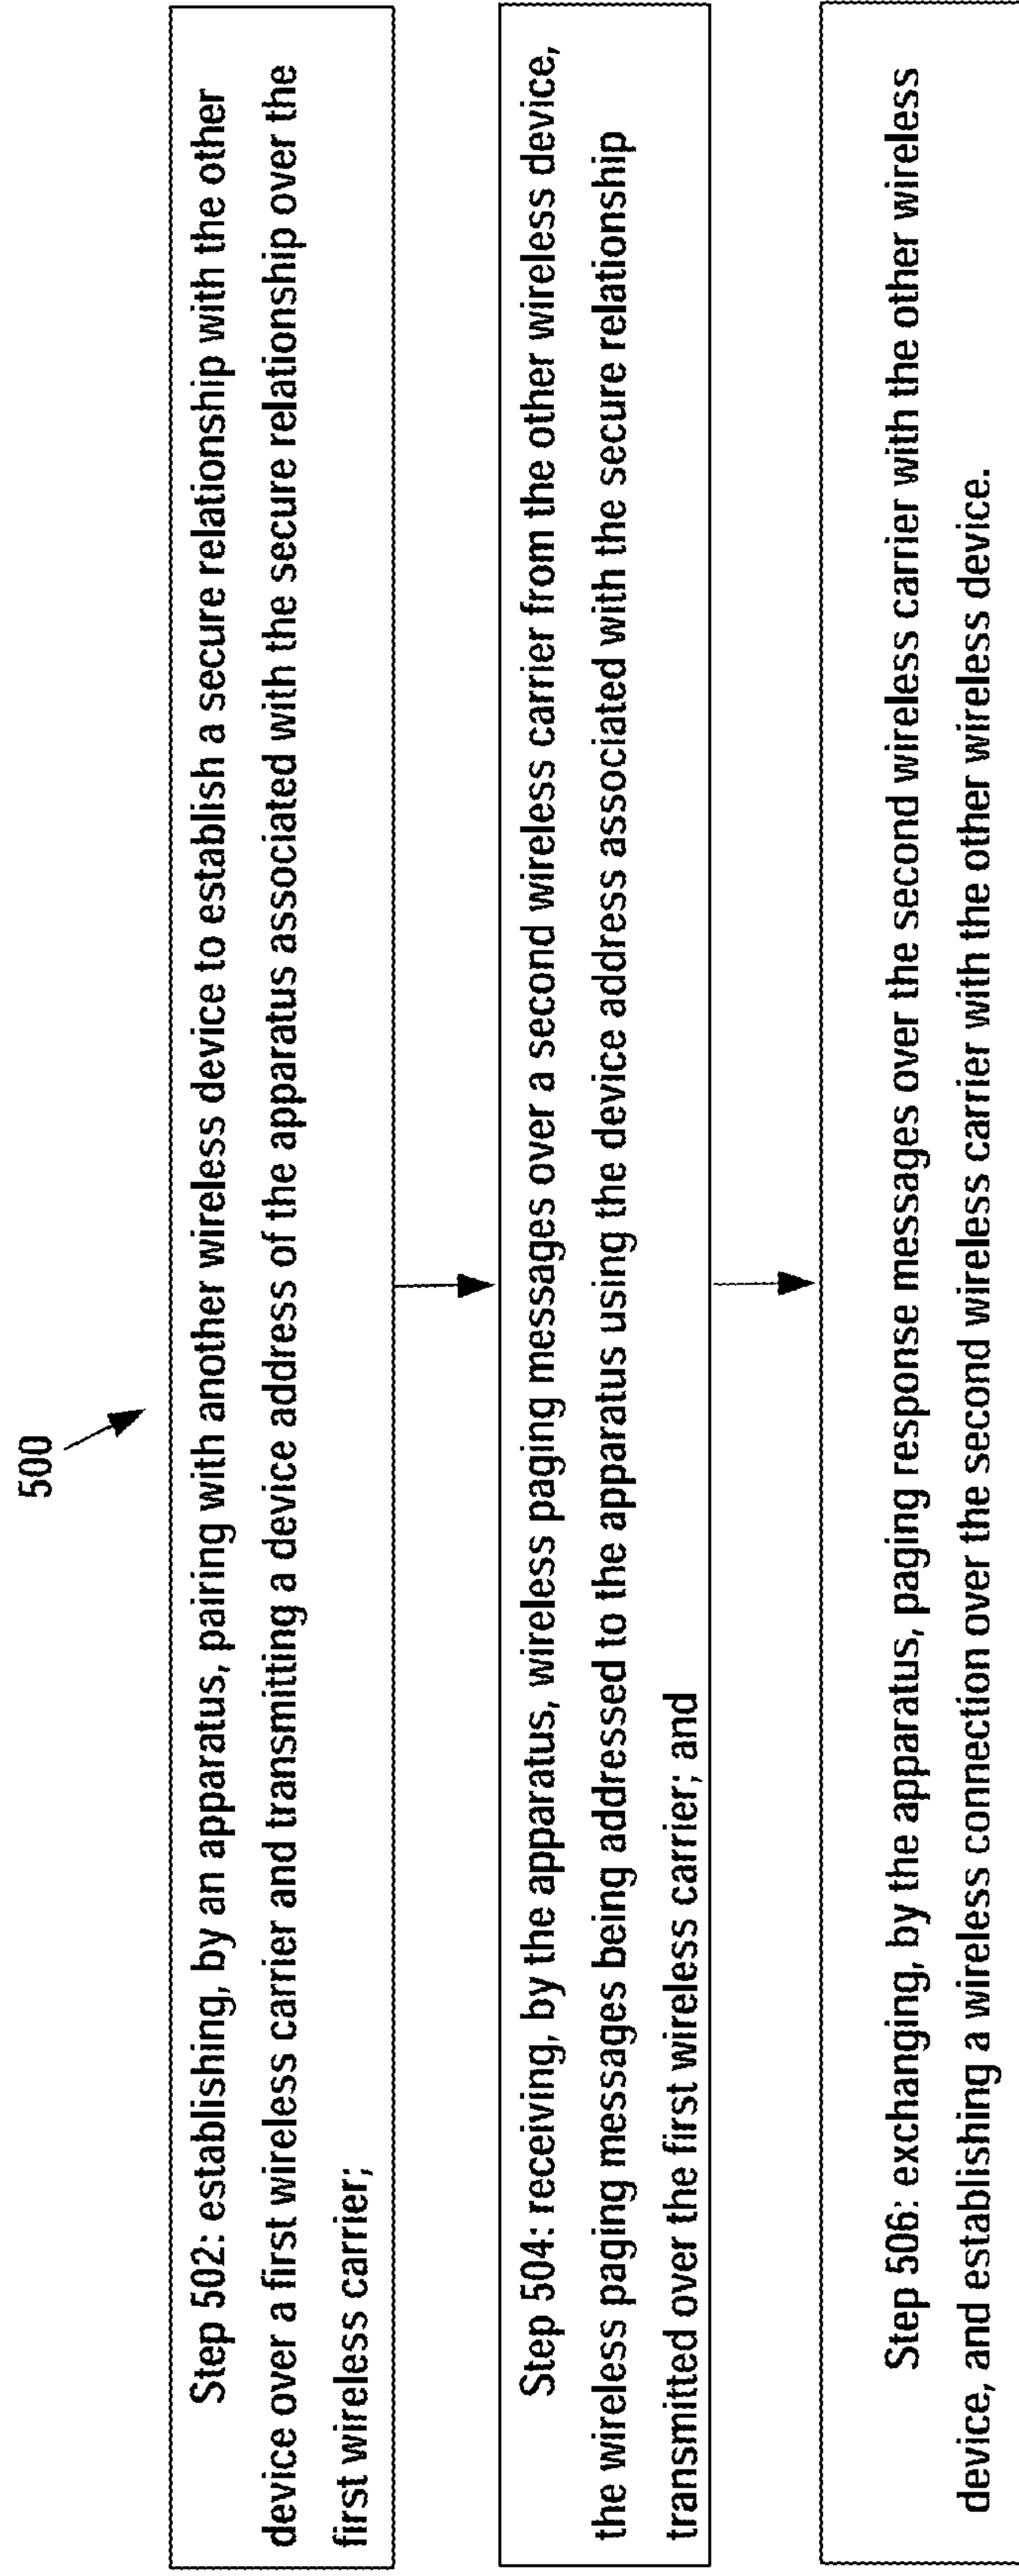 500
Step 502: establishing, by an apparatus, pairing with another wireless device to establish a secure relationship with the other
device over a first wireless carrier and transmitting a device address of the apparatus associated with the secure relationship over the
first wireless carrier;
Step 504: receiving, by the apparatus, wireless paging messages over a second wireless carrier from the other wireless device,
the wireless paging messages being addressed to the apparatus using the device address associated with the secure relationship
transmitted over the first wireless carrier; and
Step 506: exchanging, by the apparatus, paging response messages over the second wireless carrier with the other wireless
device, and establishing a wireless connection over the second wireless carrier with the other wireless device.